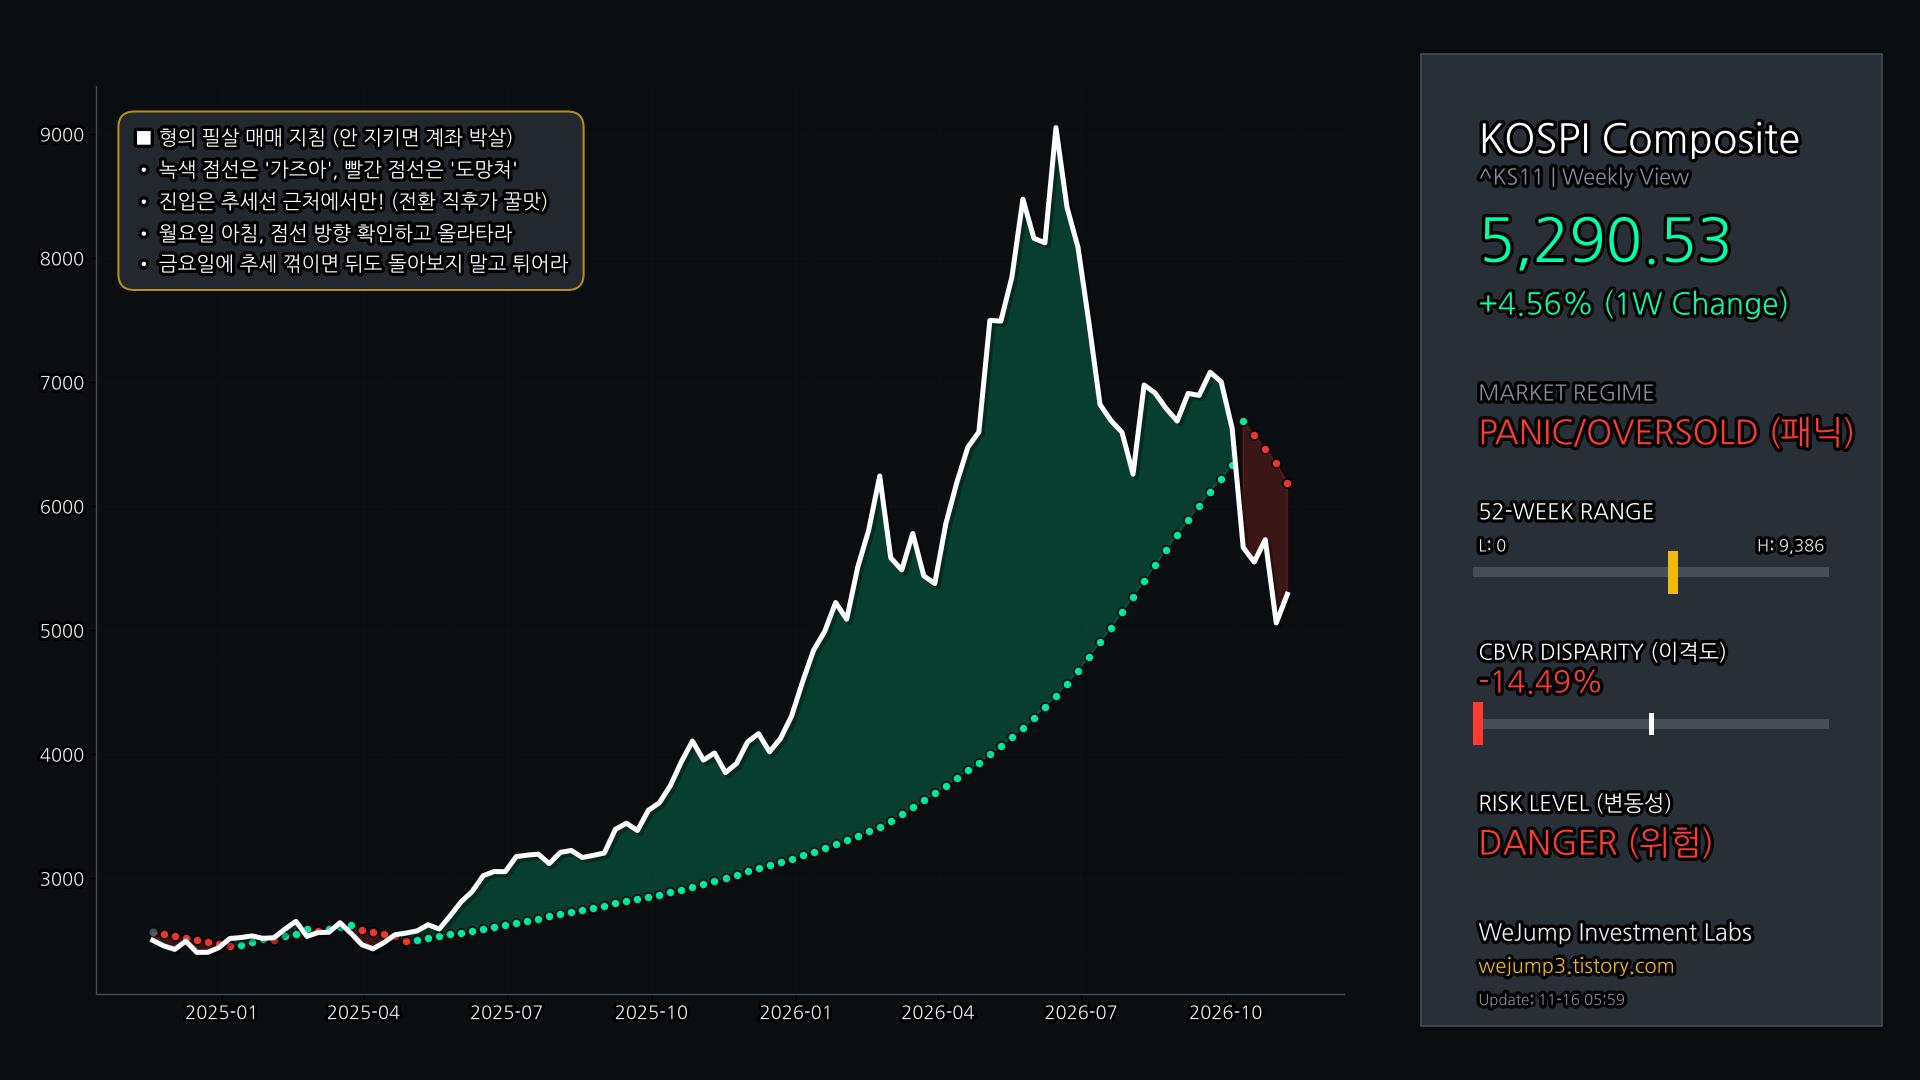 ■ 형의 필살 매매 지침 (안 지키면 계좌 박살)
• 녹색 점선은 '가즈아', 빨간 점선은 '도망쳐'
• 진입은 추세선 근처에서만! (전환 직후가 꿀맛)
• 월요일 아침, 점선 방향 확인하고 올라타라
• 금요일에 추세 꺾이면 뒤도 돌아보지 말고 튀어라
9000
8000
7000
6000
5000
4000
3000
2025-01
2025-04
2025-07
2025-10
2026-01
2026-04
2026-07
2026-10
KOSPI Composite
^KS11 | Weekly View
5,290.53
+4.56% (1W Change)
MARKET REGIME
PANIC/OVERSOLD (패닉)
52-WEEK RANGE
L: 0
H: 9,386
CBVR DISPARITY (이격도)
-14.49%
RISK LEVEL (변동성)
DANGER (위험)
WeJump Investment Labs
wejump3.tistory.com
Update: 11-16 05:59